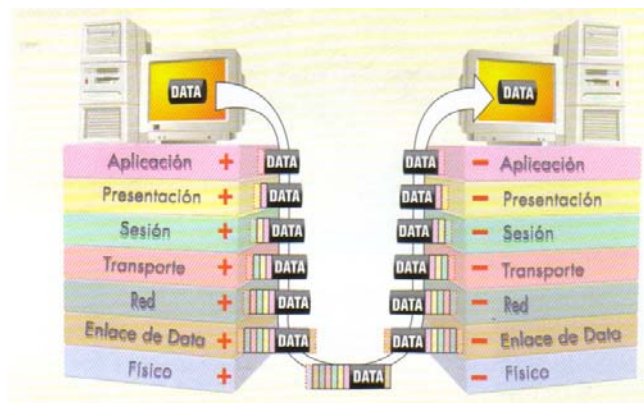 DATA
DATA
Aplicación + DATA
Presentación + DATA
Sesión + DATA
Transporte + DATA
Red + DATA
Enlace de Data + DATA
Físico +
DATA
DATA - Aplicación
DATA - Presentación
DATA - Sesión
DATA - Transporte
DATA - Red
DATA - Enlace de Data
- Físico